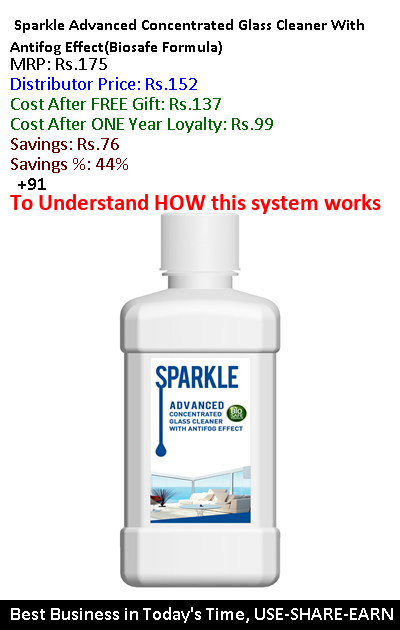 Sparkle Advanced Concentrated Glass Cleaner With
Antifog Effect(Biosafe Formula)
MRP: Rs.175
Distributor Price: Rs.152
Cost After FREE Gift: Rs.137
Cost After ONE Year Loyalty: Rs.99
Savings: Rs.76
Savings %: 44%
+91
To Understand HOW this system works
SPARKLE
ADVANCED
CONCENTRATED
GLASS CLEANER
WITH ANTIFOG EFFECT
Bio
Best Business in Today's Time, USE-SHARE-EARN